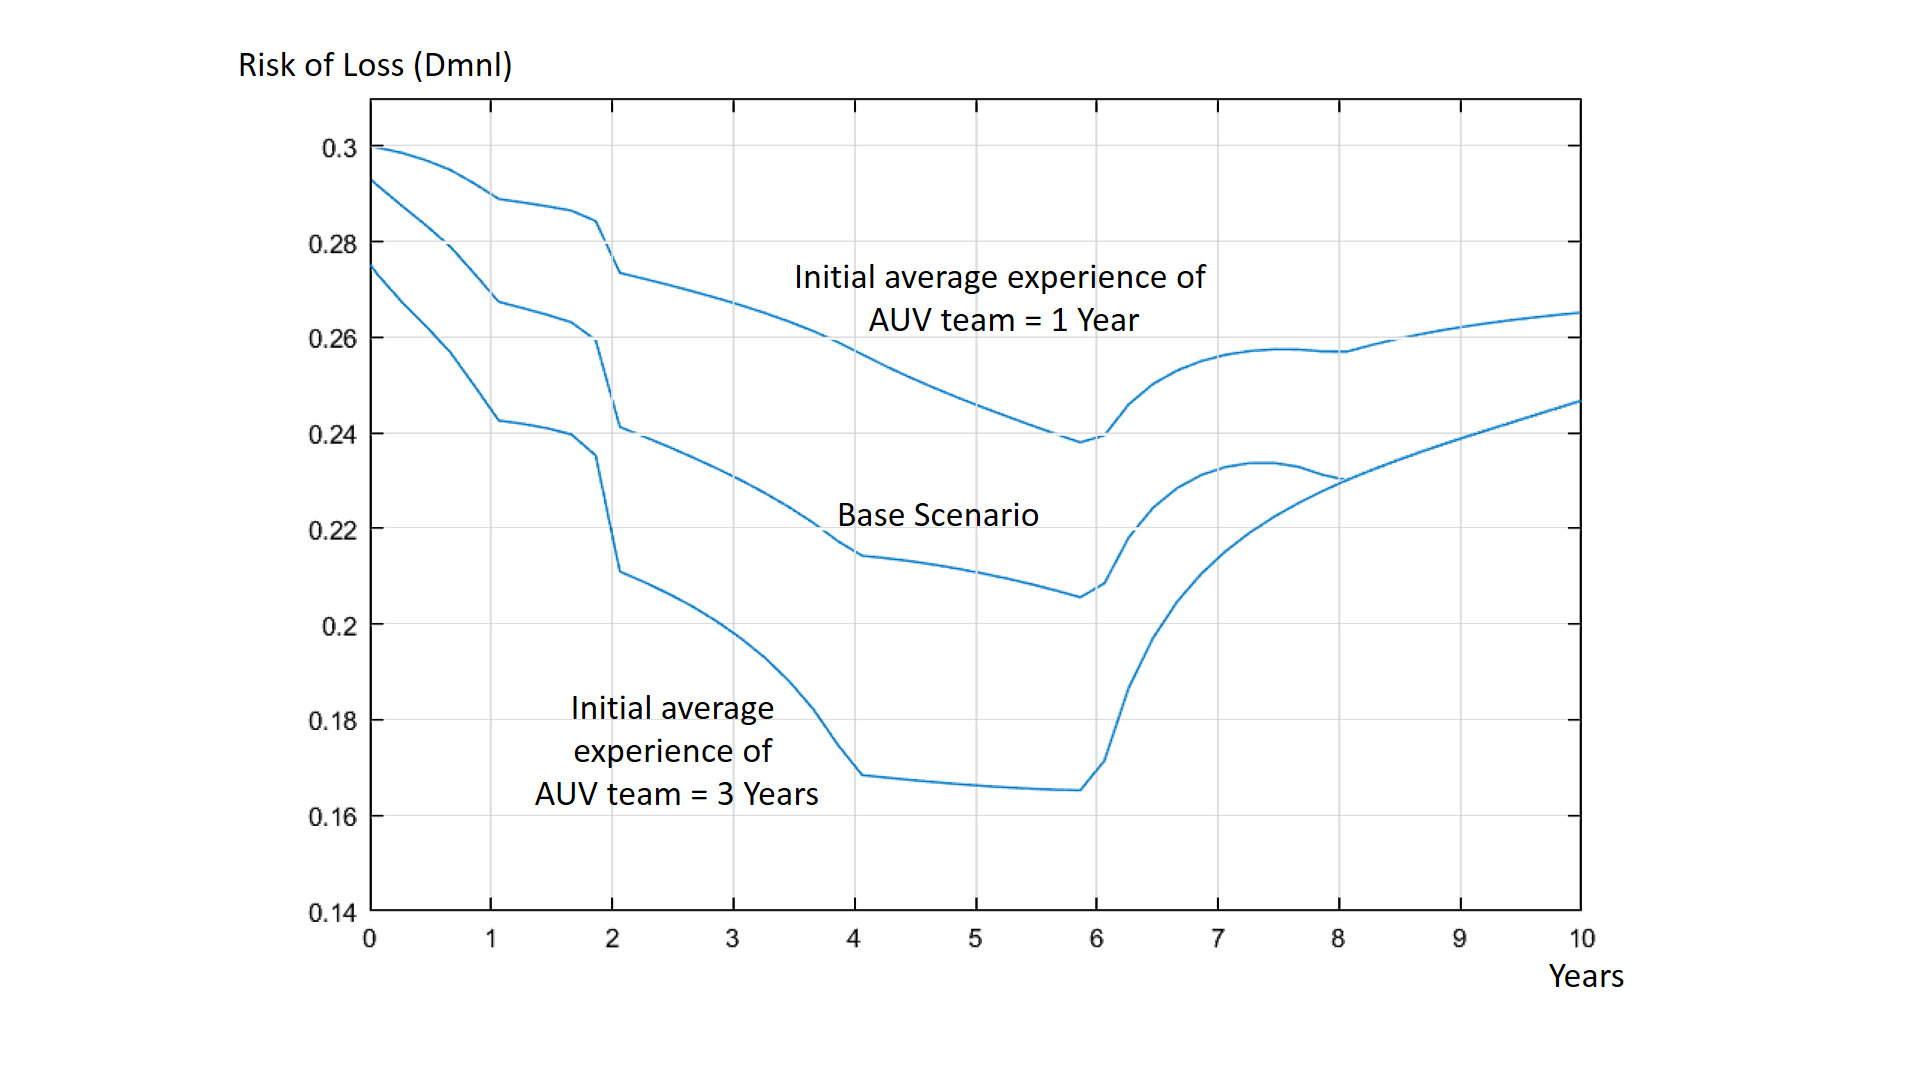 Risk of Loss (Dmnl)
0.3
0.28
0.26
0.24
0.22
0.2
0.18
0.16
0.14
Initial average experience of
AUV team = 1 Year
Base Scenario
Initial average
experience of
AUV team = 3 Years
0 1 2 3 4 5 6 7 8 9 10
Years